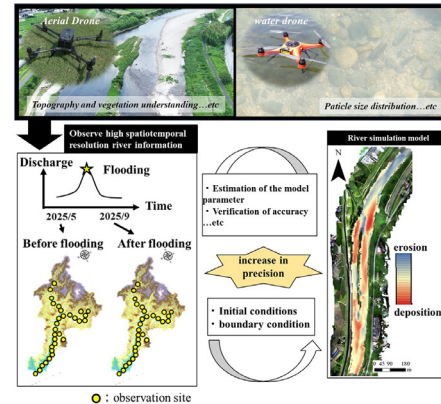 Aerial Drone
water drone
Topography and vegetation understanding...etc
Paticle size distribution...etc
Observe high spatiotemporal
resolution river information
Discharge
Flooding
Time
2025/5
2025/9
Before flooding
After flooding
○ : observation site
・Estimation of the model
parameter
・Verification of accuracy
...etc
increase in
precision
・Initial conditions
・boundary condition
River simulation model
N
erosion
deposition
0 45 90 180
m